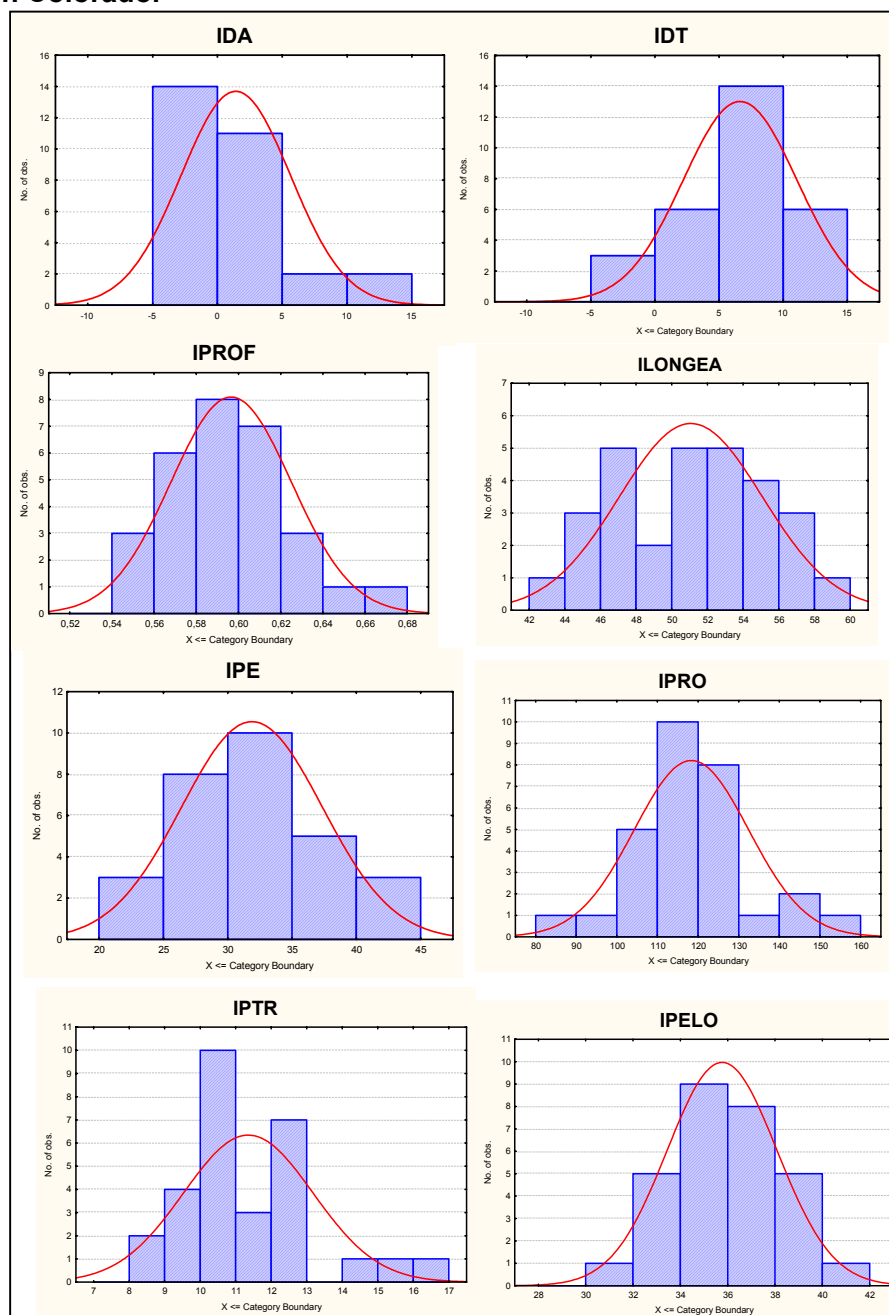 IDA
16
14
12
10
8
6
4
2
0
No. of obs.
-10 -5 0 5 10 15
IDT
16
14
12
10
8
6
4
2
0
No. of obs.
-10 -5 0 5 10 15
X <= Category Boundary
IPROF
9
8
7
6
5
4
3
2
1
0
No. of obs.
0,52 0,54 0,56 0,58 0,60 0,62 0,64 0,66 0,68
X <= Category Boundary
ILONGEA
7
6
5
4
3
2
1
0
No. of obs.
42 44 46 48 50 52 54 56 58 60
X <= Category Boundary
IPE
12
10
8
6
4
2
0
No. of obs.
20 25 30 35 40 45
X <= Category Boundary
IPRO
11
10
9
8
7
6
5
4
3
2
1
0
No. of obs.
80 90 100 110 120 130 140 150 160
X <= Category Boundary
IPTR
11
10
9
8
7
6
5
4
3
2
1
0
No. of obs.
7 8 9 10 11 12 13 14 15 16 17
X <= Category Boundary
IPELO
11
10
9
8
7
6
5
4
3
2
1
0
No. of obs.
28 30 32 34 36 38 40 42
X <= Category Boundary